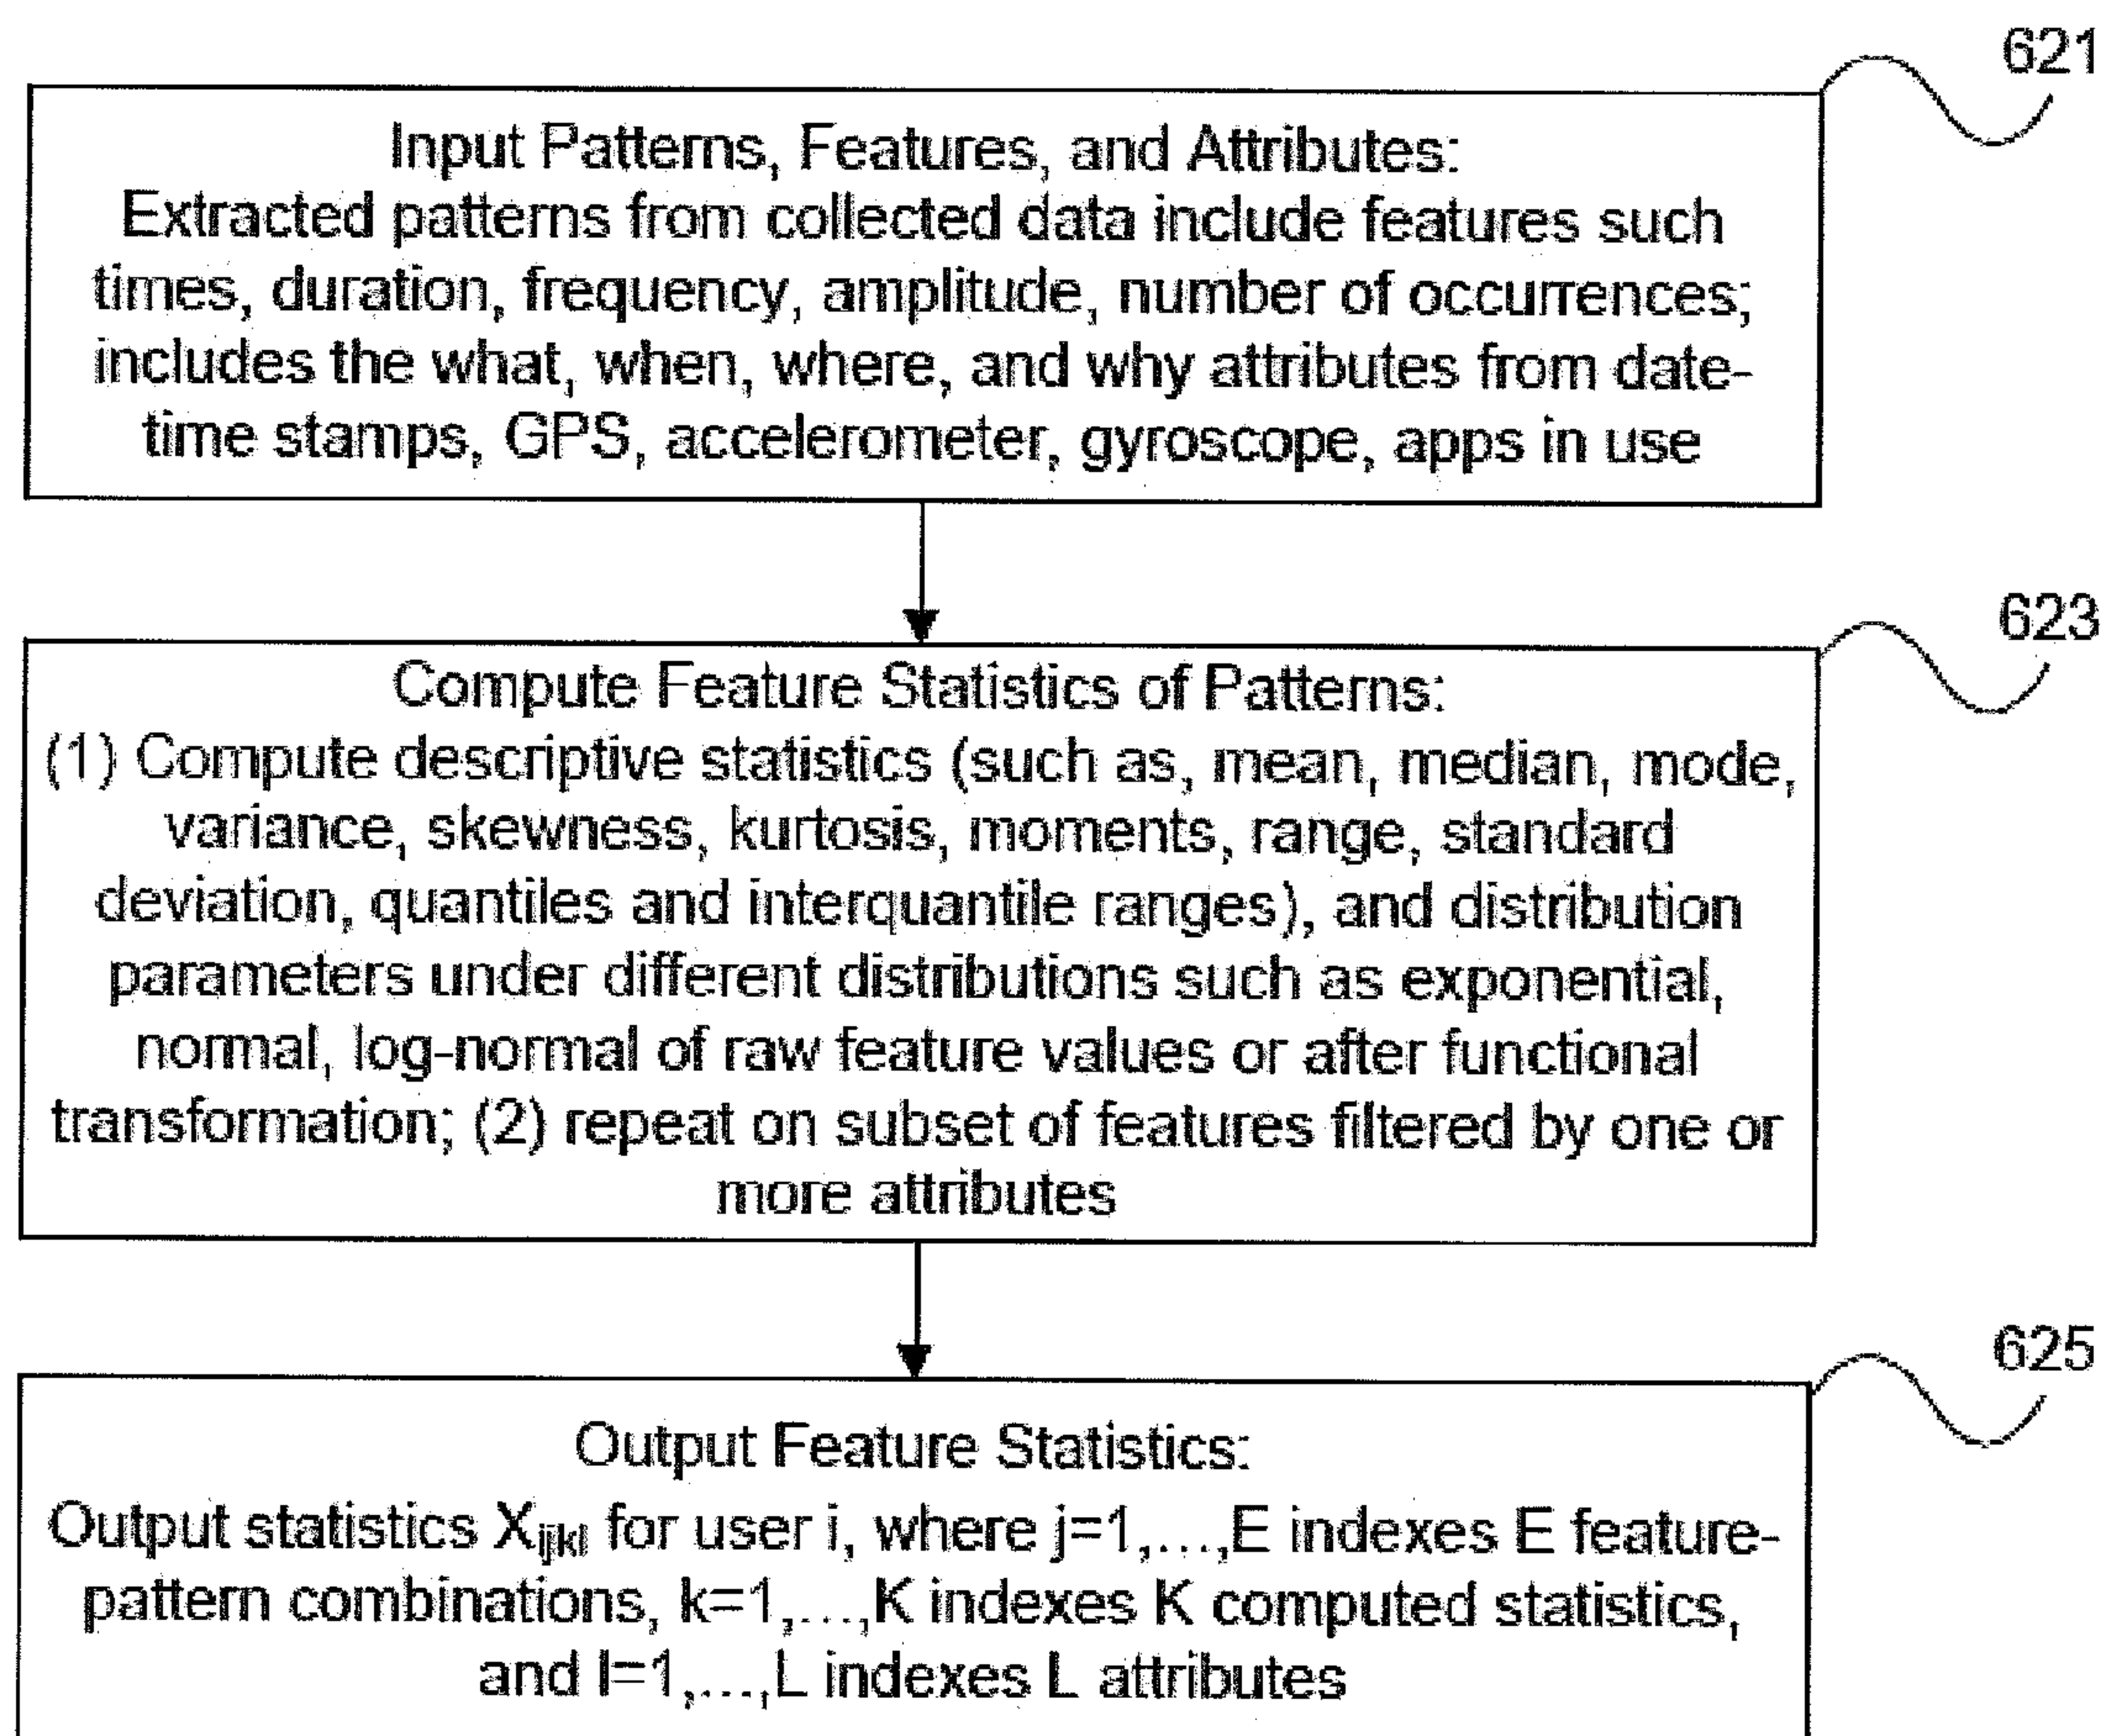 621
Input Patterns, Features, and Attributes:
Extracted patterns from collected data include features such
times, duration, frequency, amplitude, number of occurrences;
includes the what, when, where, and why attributes from date-
time stamps, GPS, accelerometer, gyroscope, apps in use
623
Compute Feature Statistics of Patterns:
(1) Compute descriptive statistics (such as, mean, median, mode,
variance, skewness, kurtosis, moments, range, standard
deviation, quantiles and interquantile ranges), and distribution
parameters under different distributions such as exponential,
normal, log-normal of raw feature values or after functional
transformation; (2) repeat on subset of features filtered by one or
more attributes
625
Output Feature Statistics:
Output statistics Xijkl for user i, where j=1,...,E indexes E feature-
pattern combinations, k=1,...,K indexes K computed statistics,
and l=1,...,L indexes L attributes